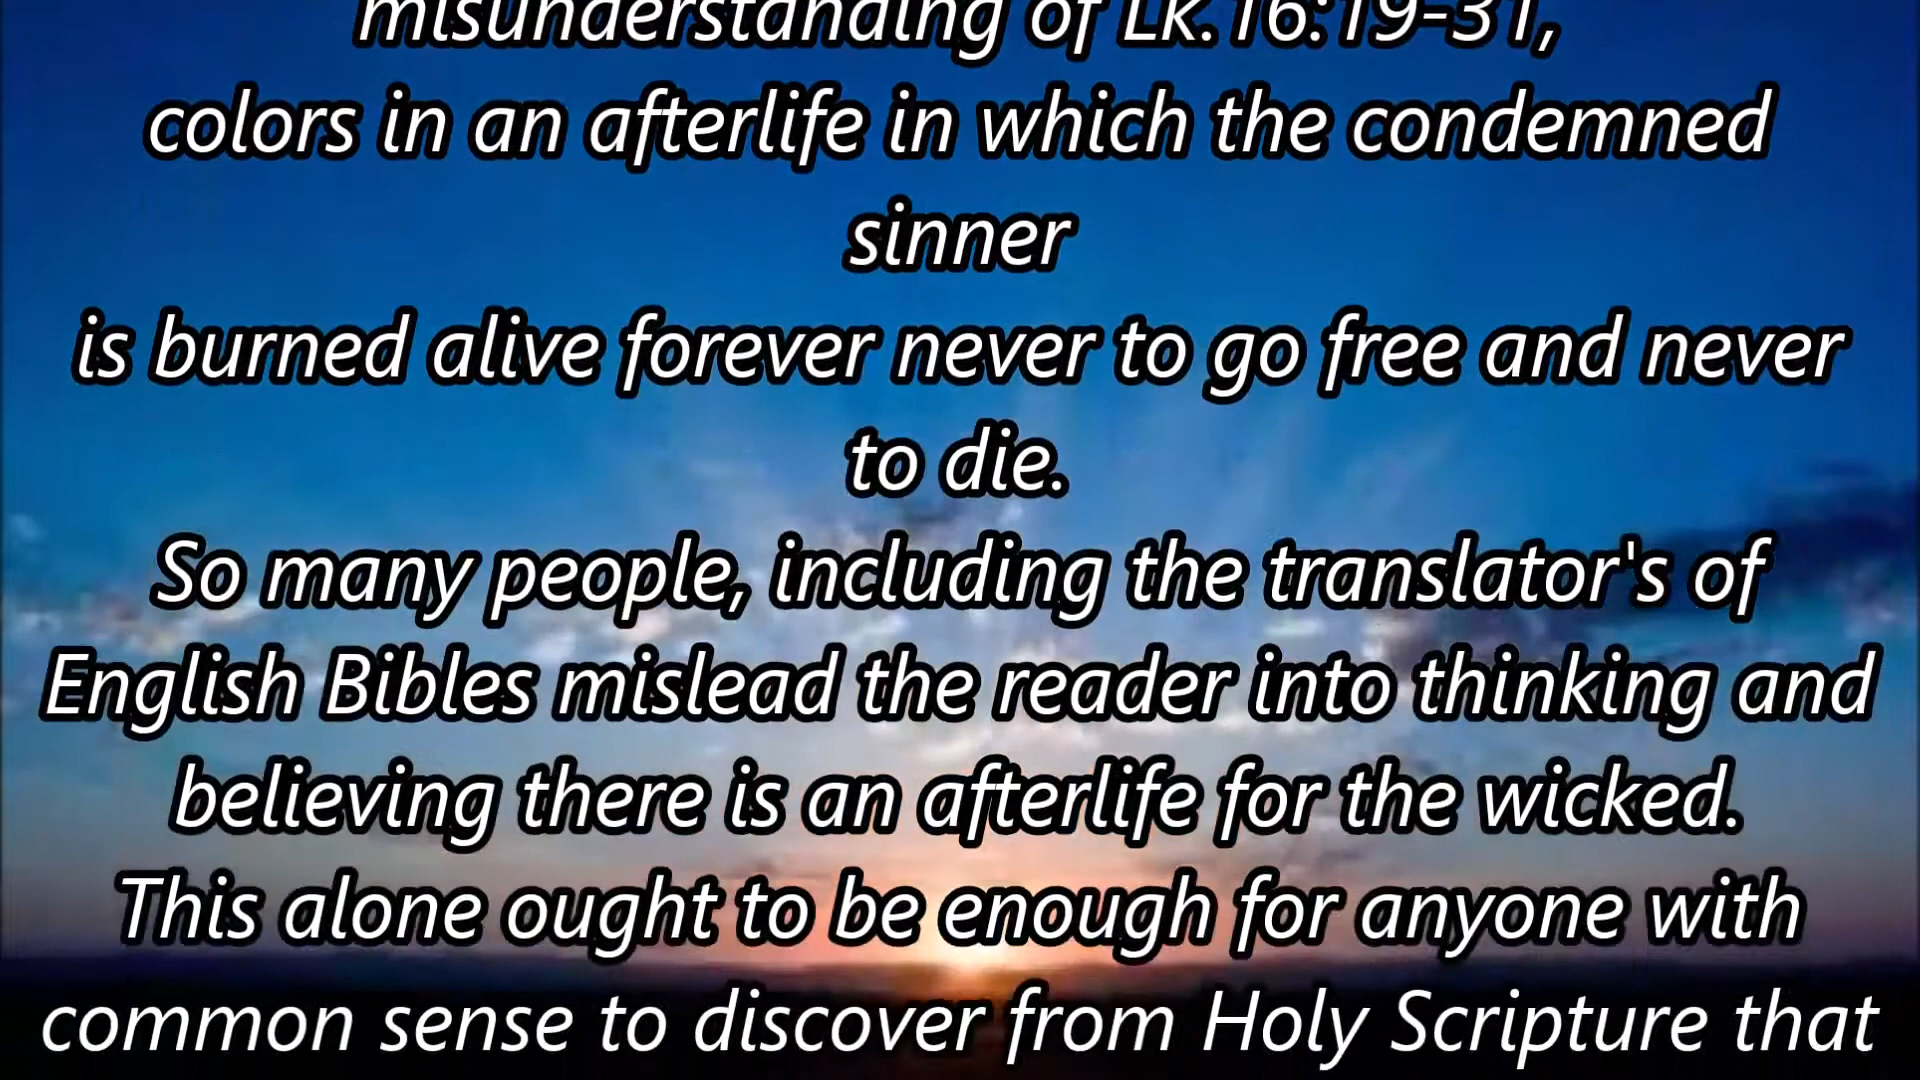 misunderstanding of Lk.16:19-31,
colors in an afterlife in which the condemned
sinner
is burned alive forever never to go free and never
to die.
So many people, including the translator's of
English Bibles mislead the reader into thinking and
believing there is an afterlife for the wicked.
This alone ought to be enough for anyone with
common sense to discover from Holy Scripture that